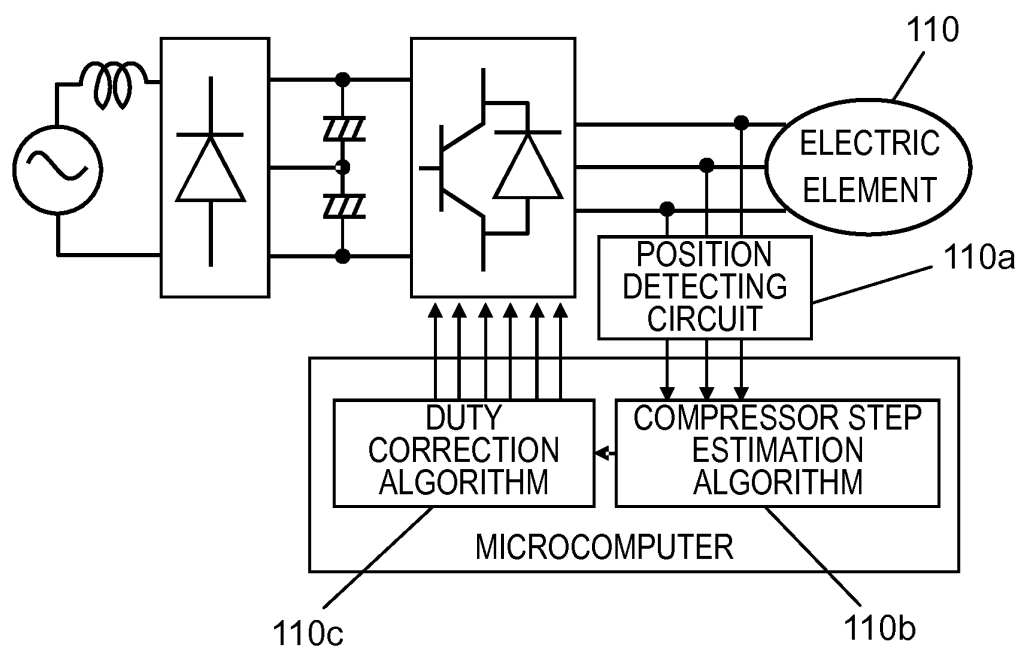 110
ELECTRIC
ELEMENT
POSITION
DETECTING
CIRCUIT
110a
DUTY
CORRECTION
ALGORITHM
COMPRESSOR STEP
ESTIMATION
ALGORITHM
MICROCOMPUTER
110c
110b